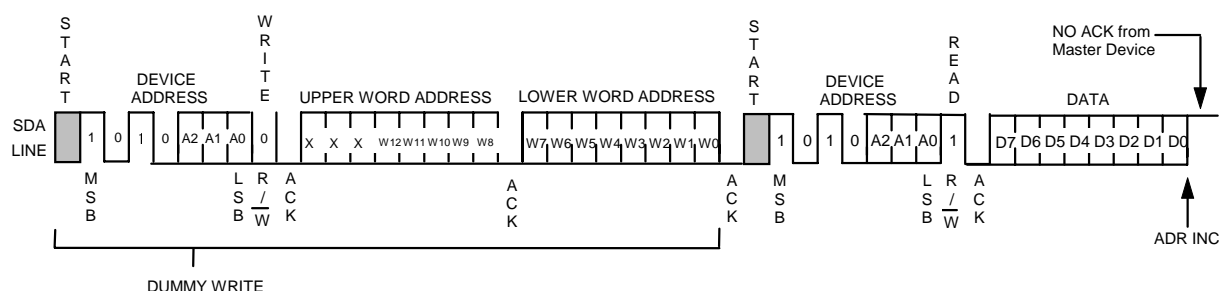 START
WRITE
START
READ
NO ACK from
Master Device
DEVICE
ADDRESS
UPPER WORD ADDRESS
LOWER WORD ADDRESS
DEVICE
ADDRESS
DATA
SDA
LINE
1 0 1 0 A2 A1 A0 0
X X X W12 W11 W10 W9 W8
W7 W6 W5 W4 W3 W2 W1 W0
1 0 1 0 A2 A1 A0 1
D7 D6 D5 D4 D3 D2 D1 D0
MSB
LSB
R/W
ACK
ACK
ACK
MSB
LSB
R/W
ACK
ADR INC
DUMMY WRITE